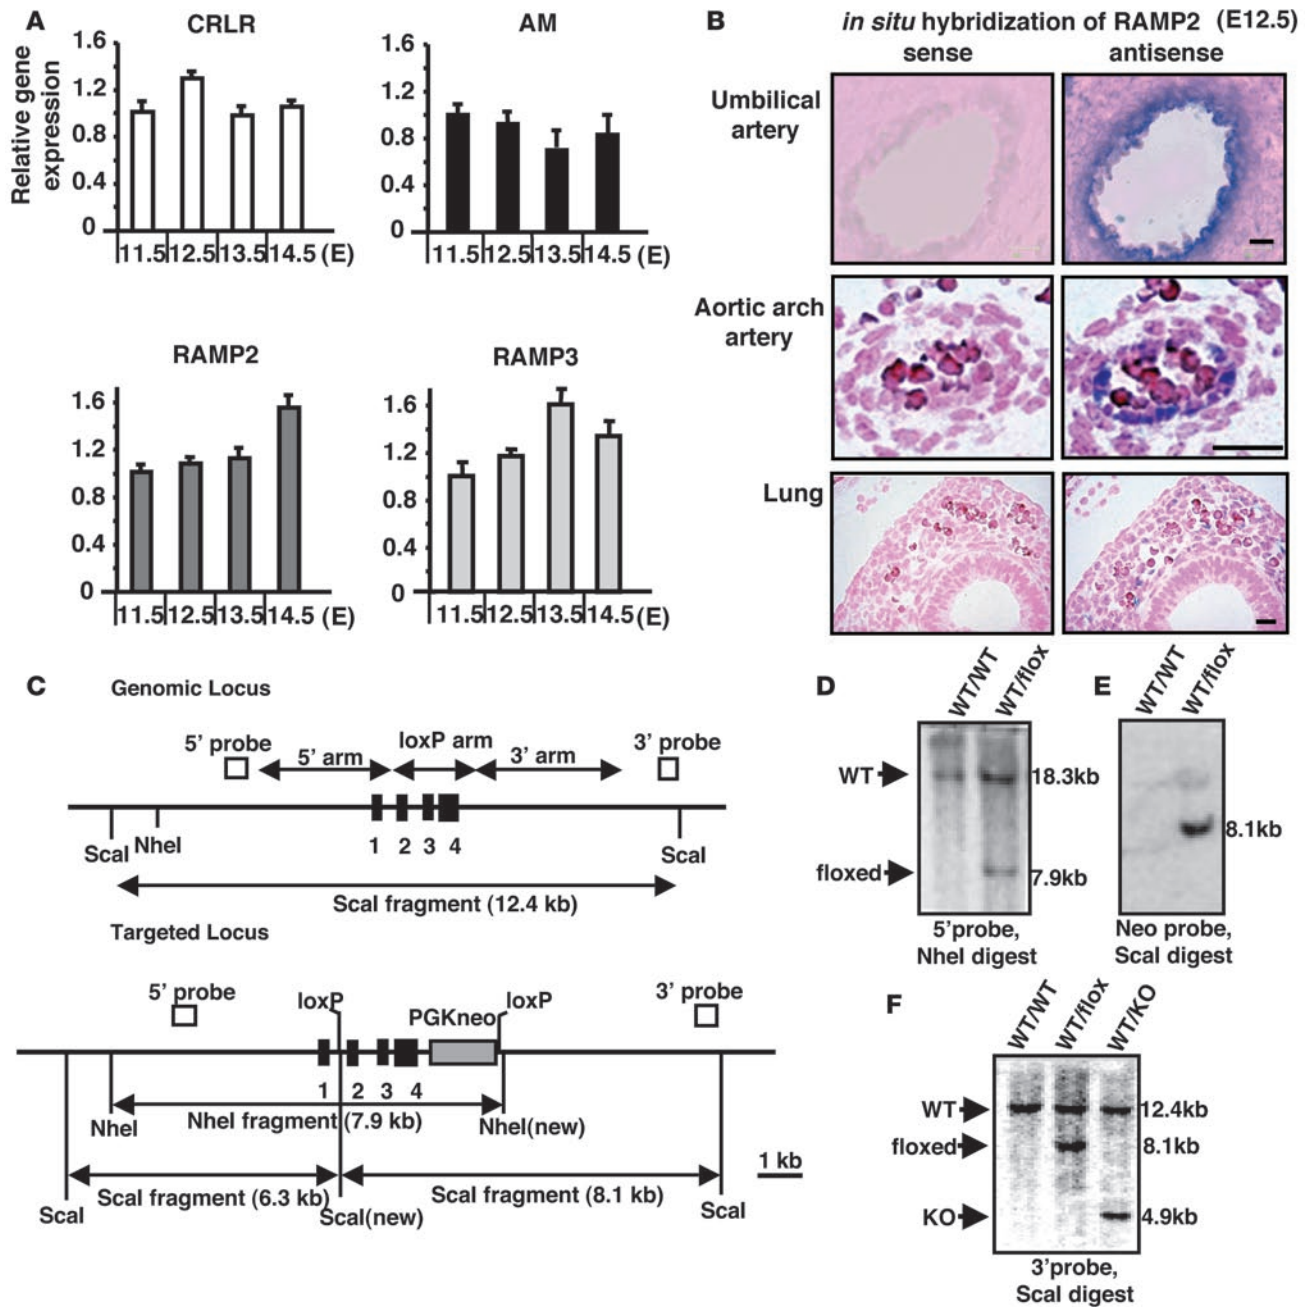 A
CRLR
Relative gene
expression
1.6
1.2
0.8
0.4
0
11.5 12.5 13.5 14.5 (E)
AM
1.6
1.2
0.8
0.4
0
11.5 12.5 13.5 14.5 (E)
RAMP2
1.6
1.2
0.8
0.4
0
11.5 12.5 13.5 14.5 (E)
RAMP3
1.6
1.2
0.8
0.4
0
11.5 12.5 13.5 14.5 (E)
B
in situ hybridization of RAMP2 (E12.5)
sense antisense
Umbilical
artery
Aortic arch
artery
Lung
C
Genomic Locus
5' probe 5' arm loxP arm 3' arm 3' probe
1 2 3 4
ScaI NheI ScaI
ScaI fragment (12.4 kb)
Targeted Locus
5' probe loxP PGKneo loxP 3' probe
1 2 3 4
NheI NheI fragment (7.9 kb) NheI(new)
1 kb
ScaI fragment (6.3 kb) ScaI fragment (8.1 kb)
ScaI ScaI(new) ScaI
D
WT/WT WT/flox
WT 18.3kb
floxed 7.9kb
5'probe,
NheI digest
E
WT/WT WT/flox
8.1kb
Neo probe,
ScaI digest
F
WT/WT WT/flox WT/KO
WT 12.4kb
floxed 8.1kb
KO 4.9kb
3'probe,
ScaI digest